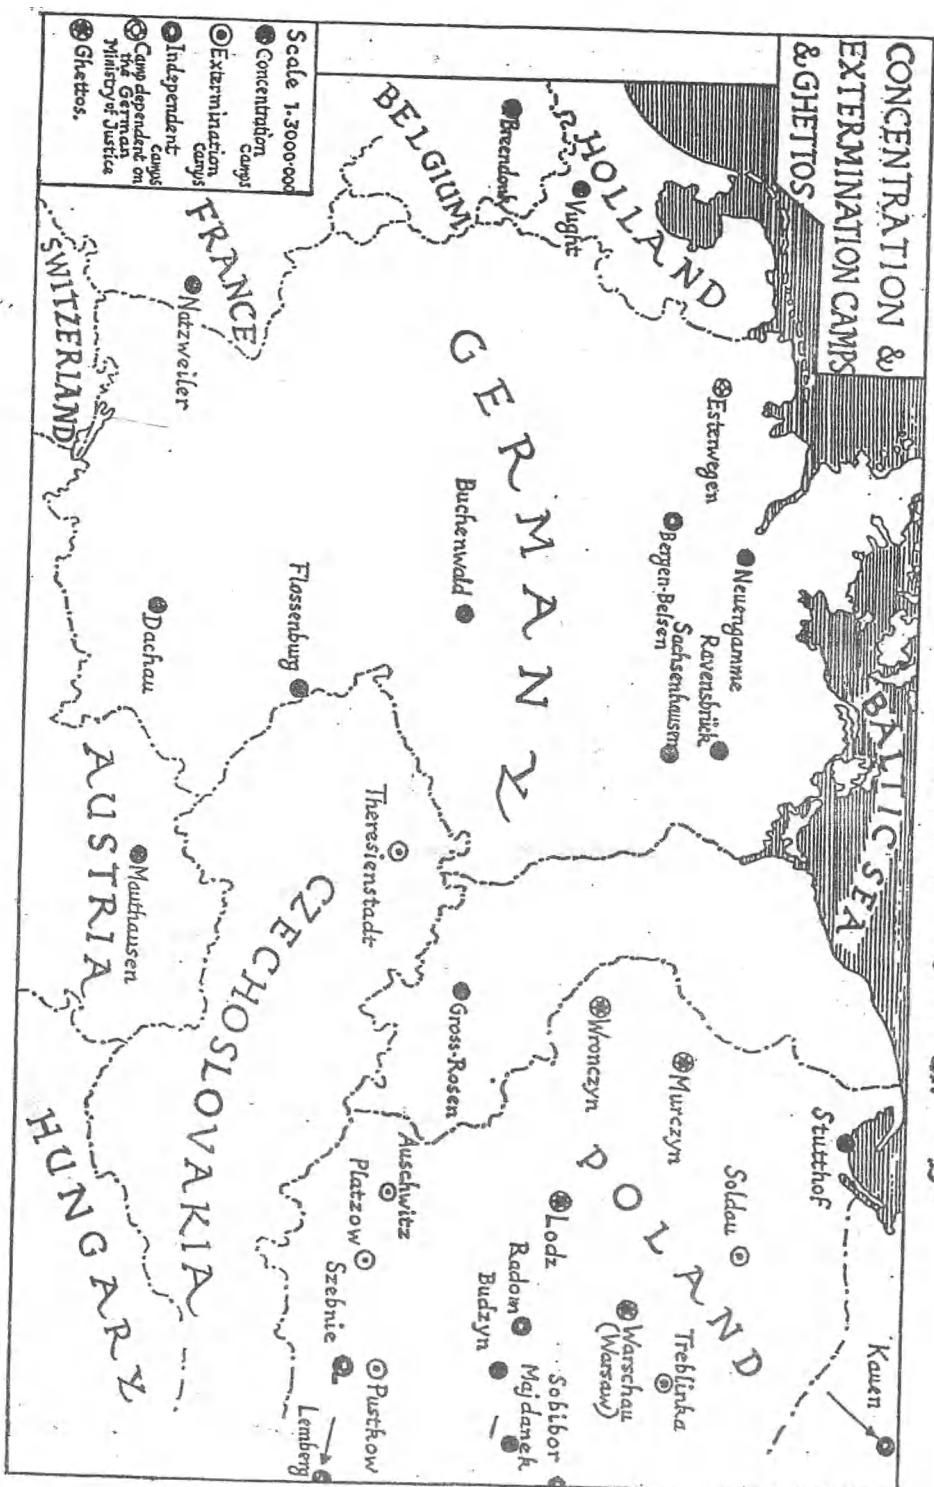 CONCENTRATION &
EXTERMINATION CAMPS
& GHETTOS
Scale 1.3000.000
Concentration
camps
Extermination
camps
Independent
camps
Camp dependent on
the German
Ministry of Justice
Ghettos.
HOLLAND
BELGIUM
FRANCE
SWITZERLAND
GERMANY
BALTIC SEA
AUSTRIA
CZECHOSLOVAKIA
HUNGARY
POLAND
Breendonk
Vught
Natzweiler
Esterwegen
Neuengamme
Bergen-Belsen
Ravensbrück
Sachsenhausen
Buchenwald
Flossenburg
Dachau
Mauthausen
Theresienstadt
Gross-Rosen
Wronczyn
Murczyn
Stutthof
Soldau
Kauen
Auschwitz
Platzow
Szebnie
Pustkow
Lemberg
Lodz
Radom
Budzyn
Majdanek
Sobibor
Warschau
(Warsaw)
Treblinka